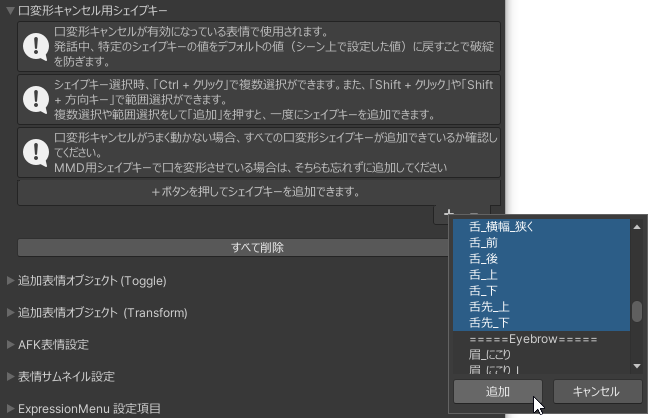 口変形キャンセル用シェイプキー
口変形キャンセルが有効になっている表情で使用されます。
発話中、特定のシェイプキーの値をデフォルトの値（シーン上で設定した値）に戻すことで破綻
を防ぎます。
シェイプキー選択時、「Ctrl + クリック」で複数選択ができます。また、「Shift + クリック」や「Shift
+ 方向キー」で範囲選択ができます。
複数選択や範囲選択をして「追加」を押すと、一度にシェイプキーを追加できます。
口変形キャンセルがうまく動かない場合、すべての口変形シェイプキーが追加できているか確認し
てください。
MMD用シェイプキーで口を変形させている場合は、そちらも忘れずに追加してください
＋ボタンを押してシェイプキーを追加できます。
すべて削除
追加表情オブジェクト (Toggle)
追加表情オブジェクト (Transform)
AFK表情設定
表情サムネイル設定
ExpressionMenu 設定項目
舌_横幅_狭く
舌_前
舌_後
舌_上
舌_下
舌先_上
舌先_下
=====Eyebrow=====
眉_にこり
追加
キャンセル